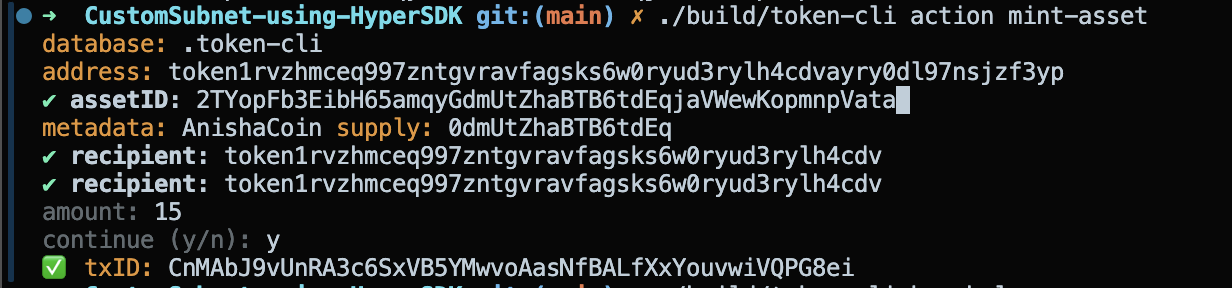 ➜ CustomSubnet-using-HyperSDK git:(main) ✗ ./build/token-cli action mint-asset
database: .token-cli
address: token1rvzhmceq997zntgvravfagsks6w0ryud3rylh4cdvayry0dl97nsjzf3yp
✔ assetID: 2TYopFb3EibH65amqyGdmUtZhaBTB6tdEqjaVWewKopmnpVata
metadata: AnishaCoin supply: 0dmUtZhaBTB6tdEq
✔ recipient: token1rvzhmceq997zntgvravfagsks6w0ryud3rylh4cdv
✔ recipient: token1rvzhmceq997zntgvravfagsks6w0ryud3rylh4cdv
amount: 15
continue (y/n): y
✅ txID: CnMAbJ9vUnRA3c6SxVB5YMwvoAasNfBALfXxYouvwiVQPG8ei